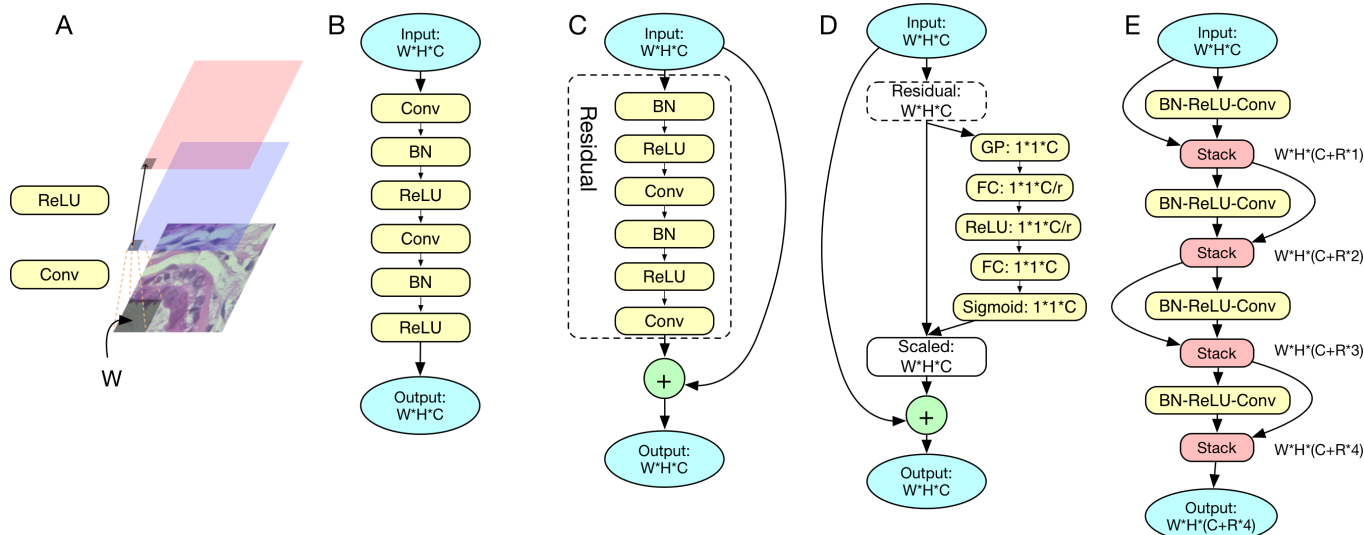 A
ReLU
Conv
W
B
Input:
W*H*C
Conv
BN
ReLU
Conv
BN
ReLU
Output:
W*H*C
C
Input:
W*H*C
Residual
BN
ReLU
Conv
BN
ReLU
Conv
+
Output:
W*H*C
D
Input:
W*H*C
Residual:
W*H*C
GP: 1*1*C
FC: 1*1*C/r
ReLU: 1*1*C/r
FC: 1*1*C
Sigmoid: 1*1*C
Scaled:
W*H*C
+
Output:
W*H*C
E
Input:
W*H*C
BN-ReLU-Conv
Stack
W*H*(C+R*1)
BN-ReLU-Conv
Stack
W*H*(C+R*2)
BN-ReLU-Conv
Stack
W*H*(C+R*3)
BN-ReLU-Conv
Stack
W*H*(C+R*4)
Output:
W*H*(C+R*4)